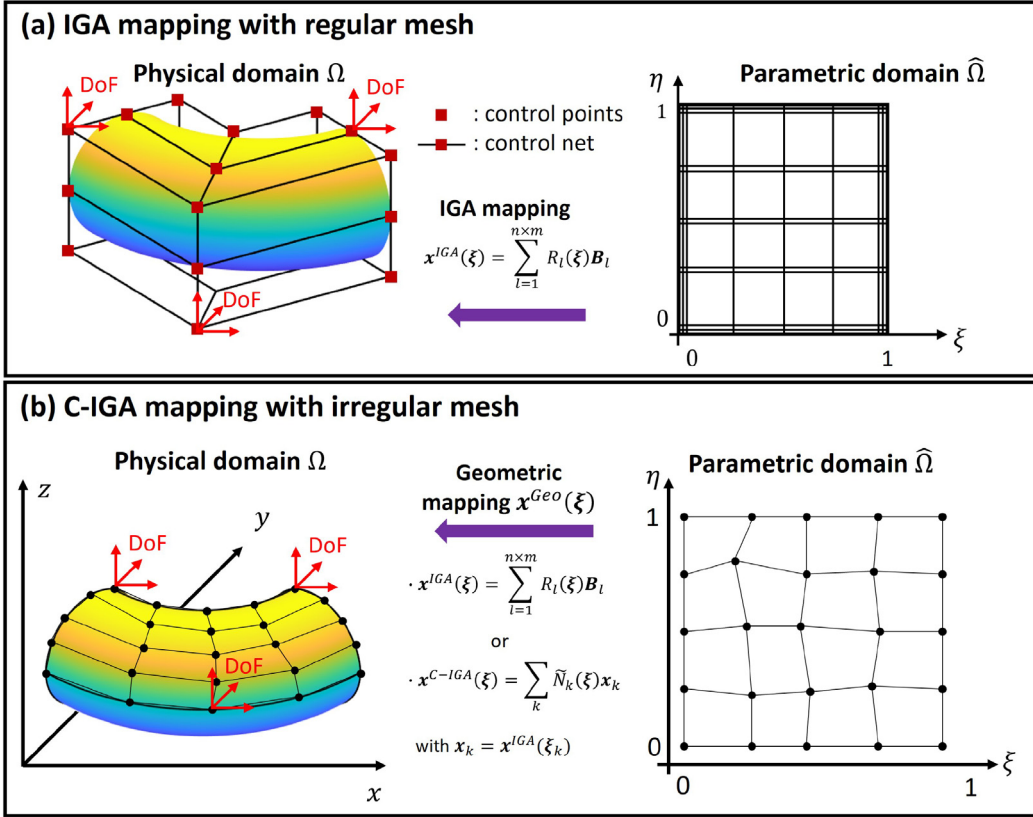 (a) IGA mapping with regular mesh
Physical domain Ω
DoF
DoF
DoF
: control points
: control net
IGA mapping
𝒙^{IGA}(𝝃) = ∑_{l=1}^{n×m} R_l(𝝃)𝑩_l
Parametric domain Ω̂
η
1
0
0
1
ξ
(b) C-IGA mapping with irregular mesh
Physical domain Ω
z
y
x
DoF
DoF
DoF
Geometric
mapping 𝒙^{Geo}(𝝃)
· 𝒙^{IGA}(𝝃) = ∑_{l=1}^{n×m} R_l(𝝃)𝑩_l
or
· 𝒙^{C-IGA}(𝝃) = ∑_k Ñ_k(𝝃)𝒙_k
with 𝒙_k = 𝒙^{IGA}(𝝃_k)
Parametric domain Ω̂
η
1
0
0
1
ξ